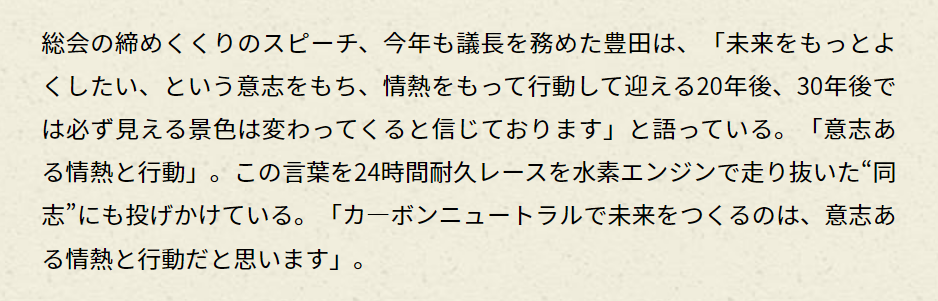 総会の締めくくりのスピーチ、今年も議長を務めた豊田は、「未来をもっとよ
くしたい、という意志をもち、情熱をもって行動して迎える20年後、30年後で
は必ず見える景色は変わってくると信じております」と語っている。「意志あ
る情熱と行動」。この言葉を24時間耐久レースを水素エンジンで走り抜いた“同
志”にも投げかけている。「カ―ボンニュートラルで未来をつくるのは、意志あ
る情熱と行動だと思います」。